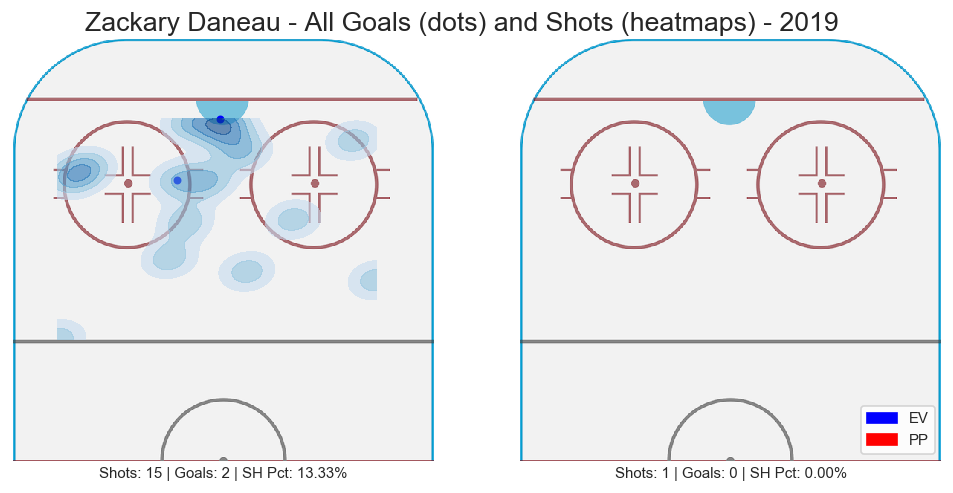 Zackary Daneau - All Goals (dots) and Shots (heatmaps) - 2019
EV
PP
Shots: 15 | Goals: 2 | SH Pct: 13.33%
Shots: 1 | Goals: 0 | SH Pct: 0.00%